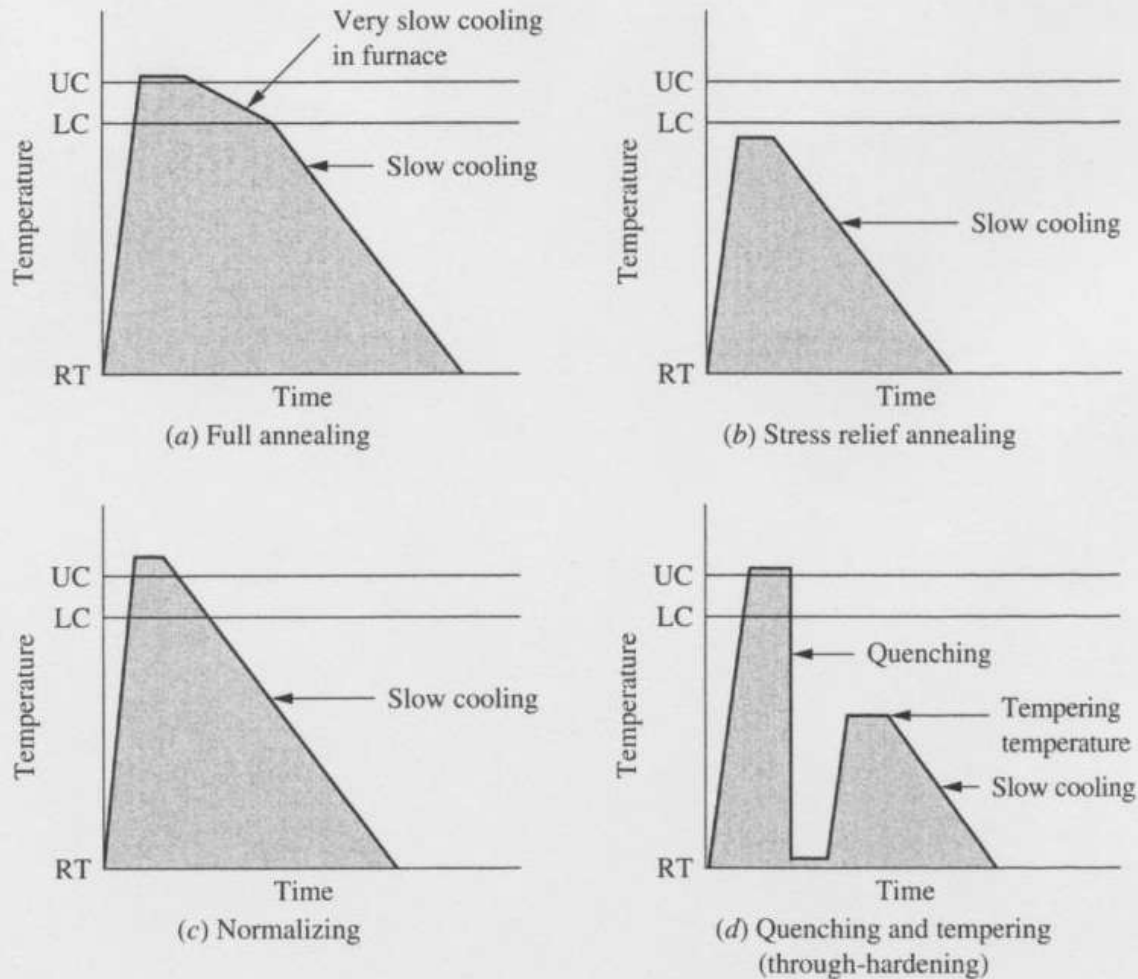 Very slow cooling
in furnace
UC
LC
Slow cooling
Temperature
RT
Time
(a) Full annealing
UC
LC
Slow cooling
Temperature
RT
Time
(b) Stress relief annealing
UC
LC
Slow cooling
Temperature
RT
Time
(c) Normalizing
UC
LC
Quenching
Tempering
temperature
Slow cooling
Temperature
RT
Time
(d) Quenching and tempering
(through-hardening)